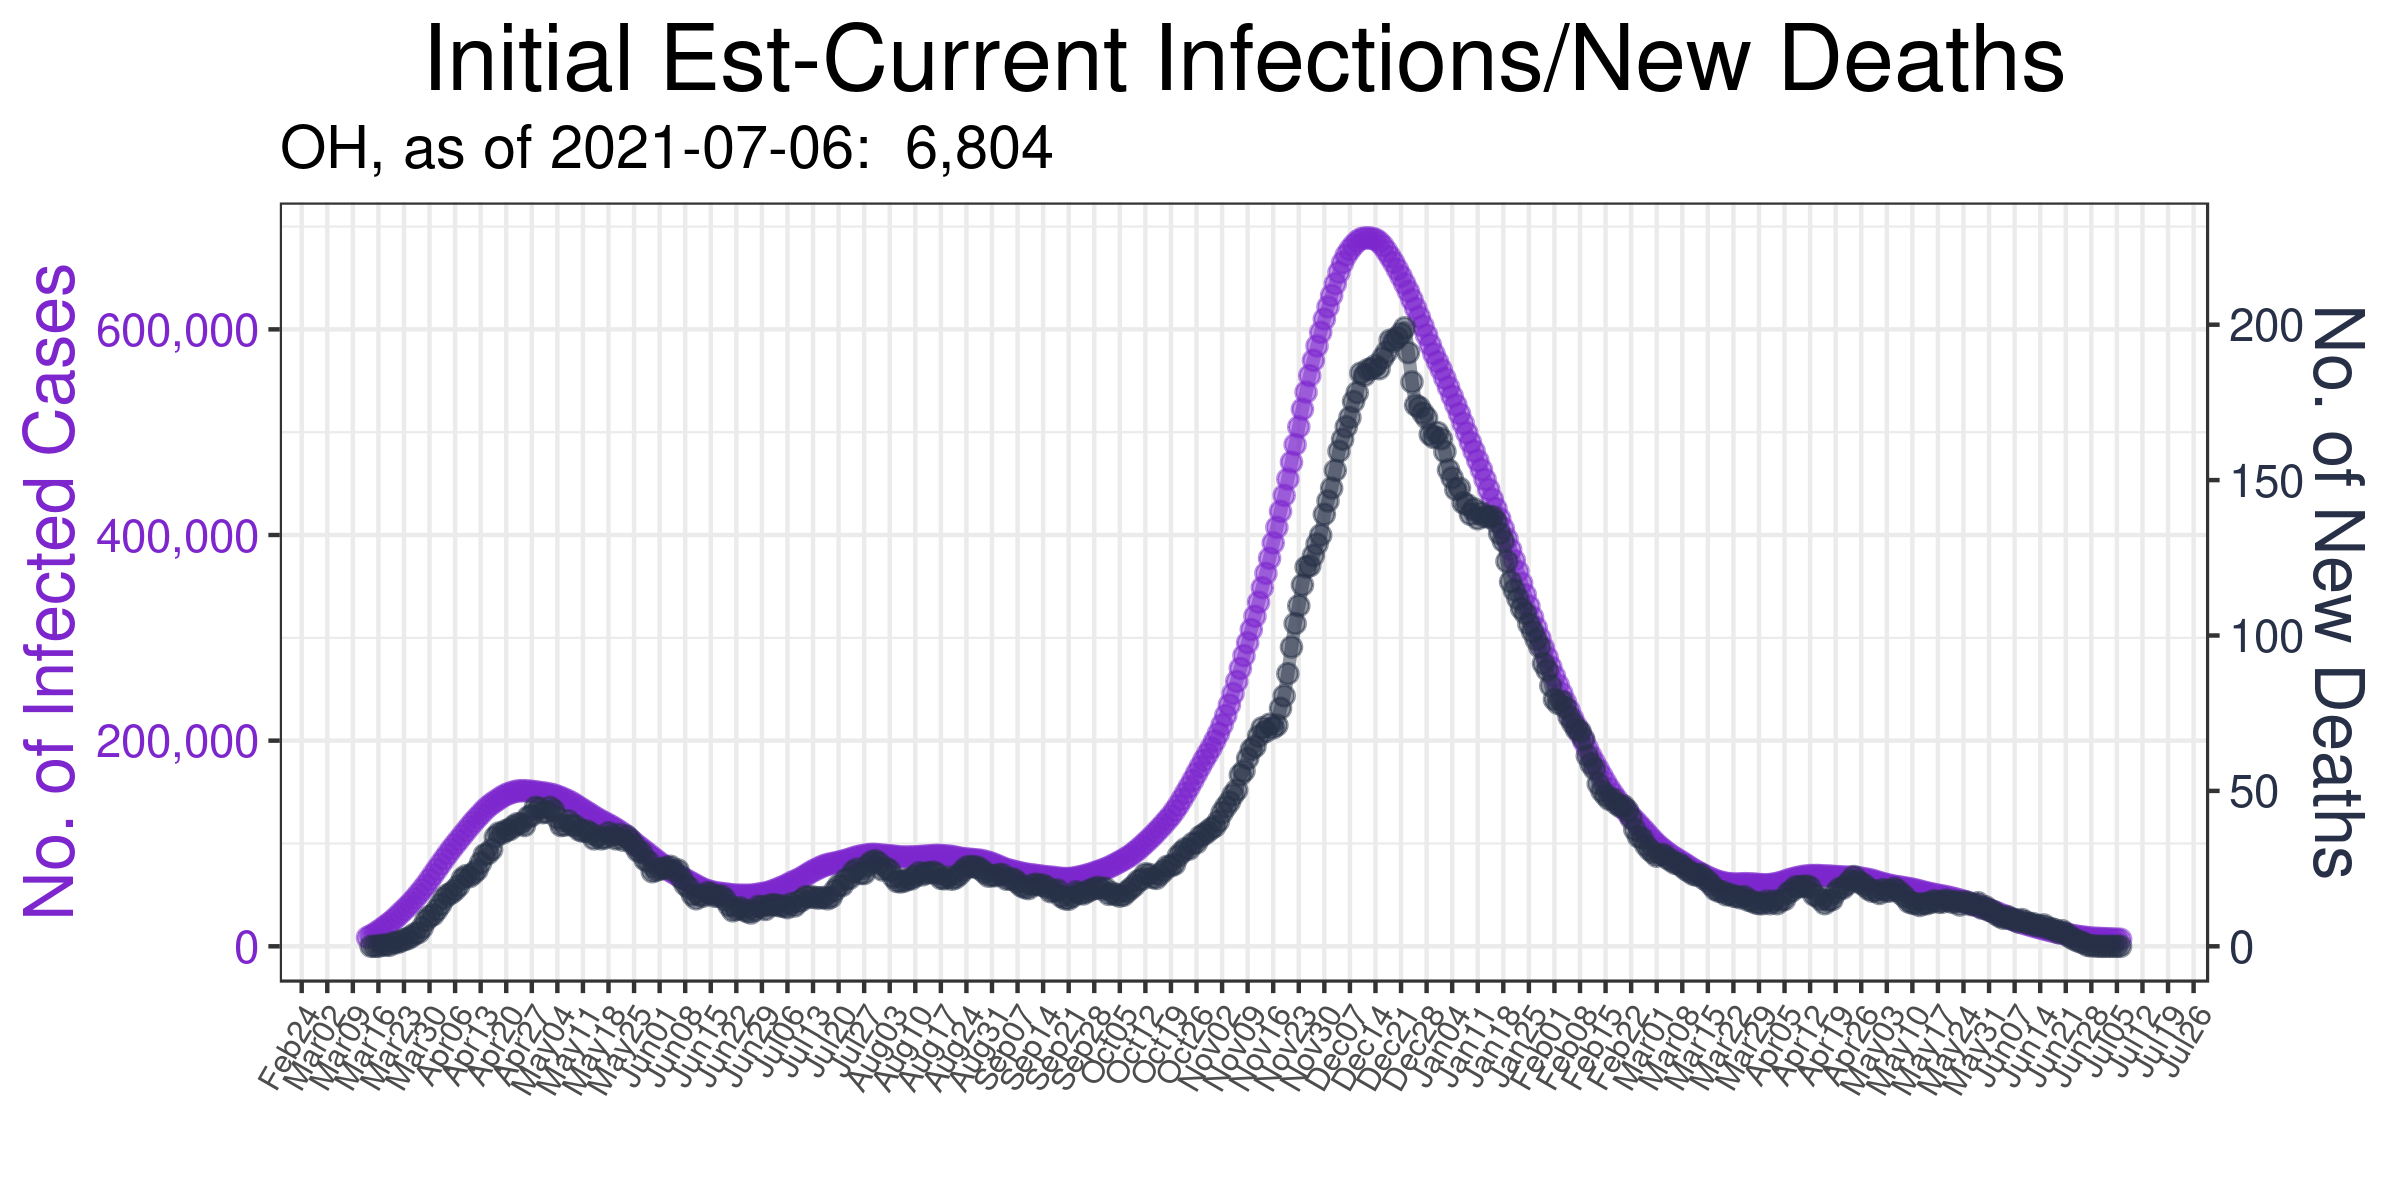 Initial Est-Current Infections/New Deaths
OH, as of 2021-07-06:  6,804
No. of Infected Cases
600,000
400,000
200,000
0
200
150
100
50
0
No. of New Deaths
Feb24
Mar02
Mar09
Mar16
Mar23
Mar30
Apr06
Apr13
Apr20
Apr27
May04
May11
May18
May25
Jun01
Jun08
Jun15
Jun22
Jun29
Jul06
Jul13
Jul20
Jul27
Aug03
Aug10
Aug17
Aug24
Aug31
Sep07
Sep14
Sep21
Sep28
Oct05
Oct12
Oct19
Oct26
Nov02
Nov09
Nov16
Nov23
Nov30
Dec07
Dec14
Dec21
Dec28
Jan04
Jan11
Jan18
Jan25
Feb01
Feb08
Feb15
Feb22
Mar01
Mar08
Mar15
Mar22
Mar29
Apr05
Apr12
Apr19
Apr26
May03
May10
May17
May24
May31
Jun07
Jun14
Jun21
Jun28
Jul05
Jul12
Jul19
Jul26